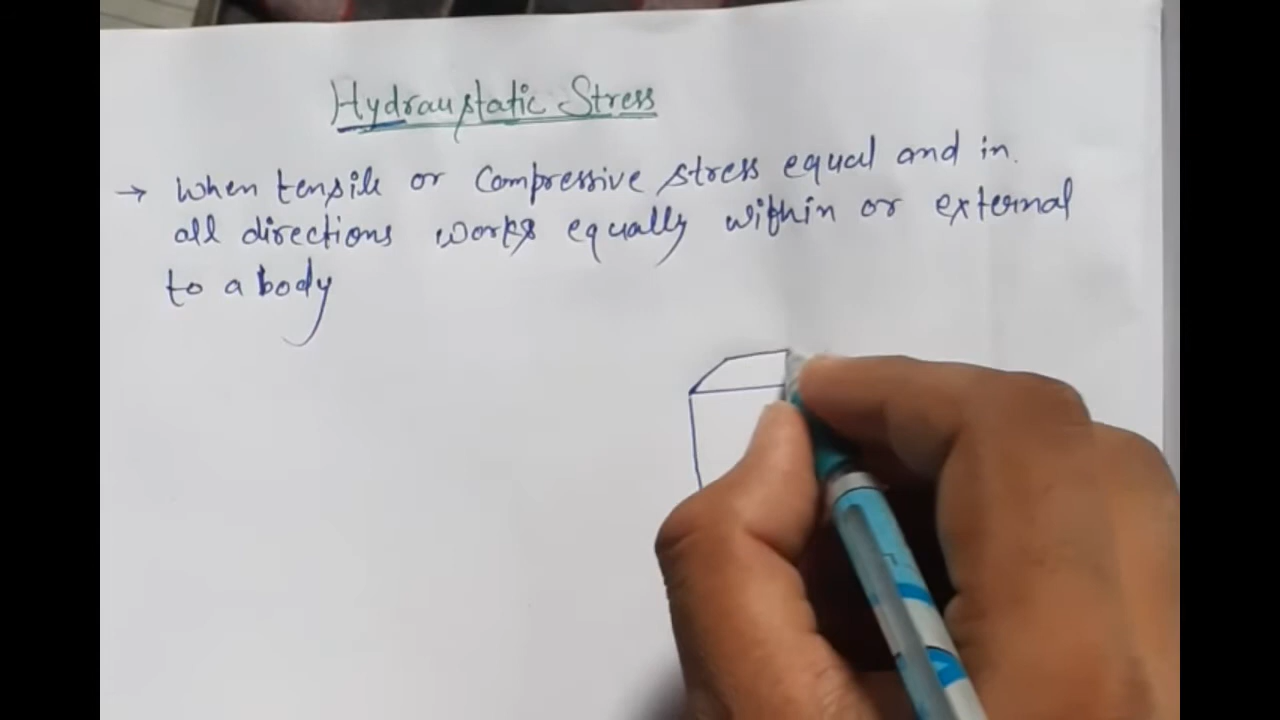 Hydraustatic Stress
→ When tensile or Compressive stress equal and in
all directions works equally within or external
to a body